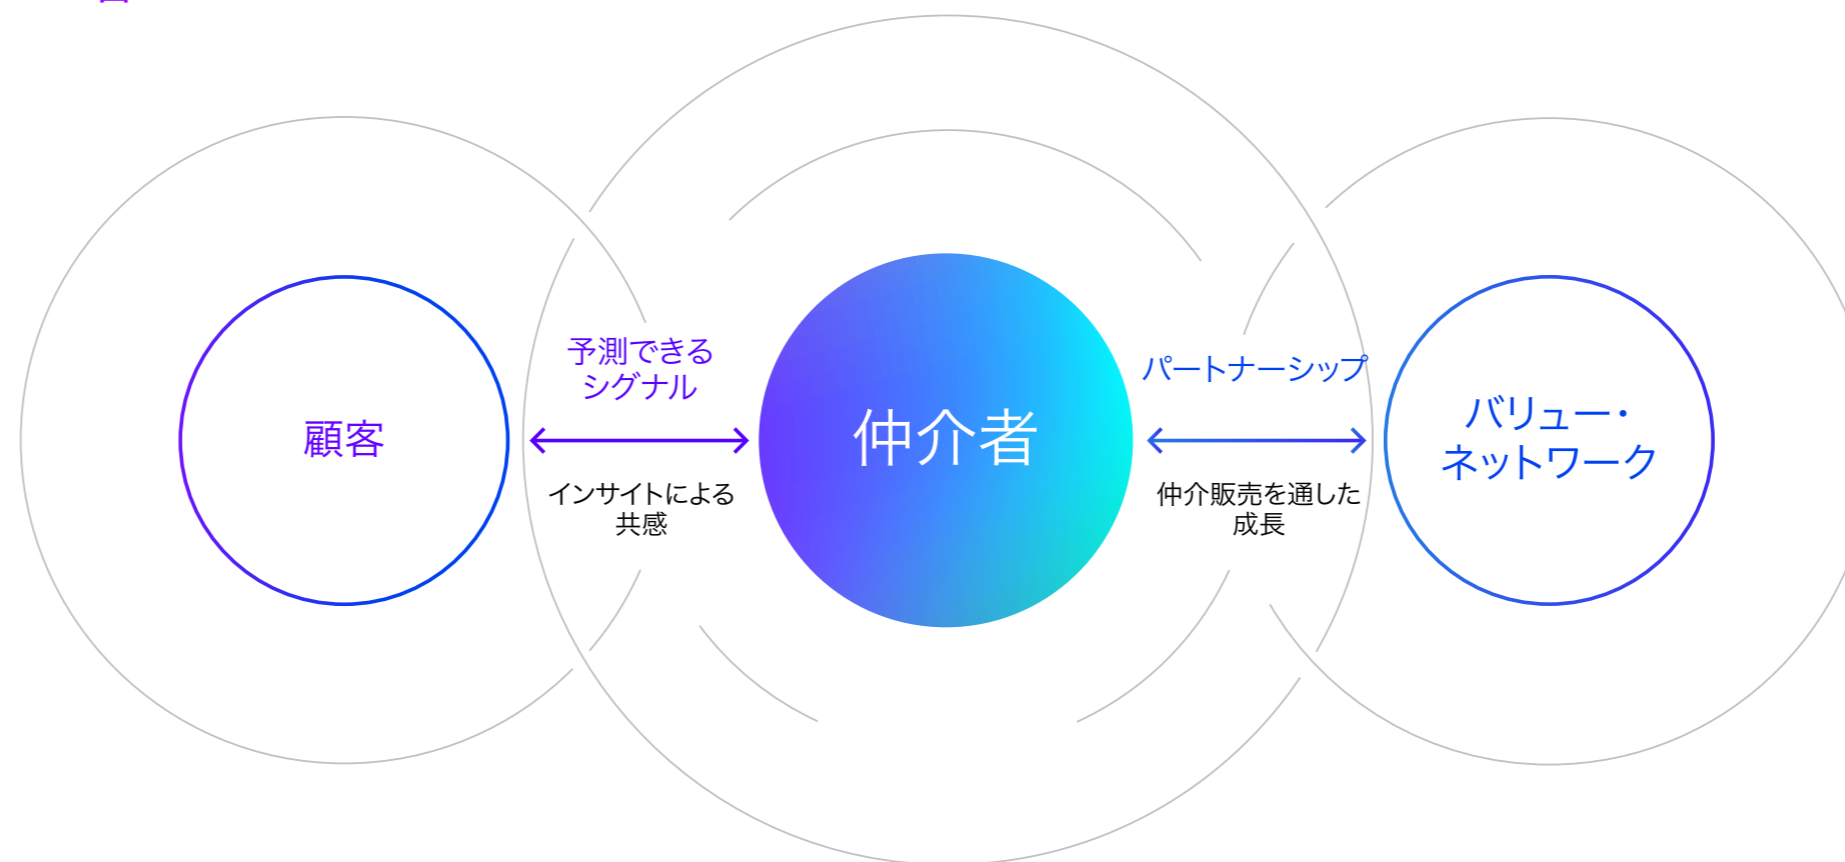 顧客
予測できる
シグナル
インサイトによる
共感
仲介者
パートナーシップ
仲介販売を通した
成長
バリュー・
ネットワーク